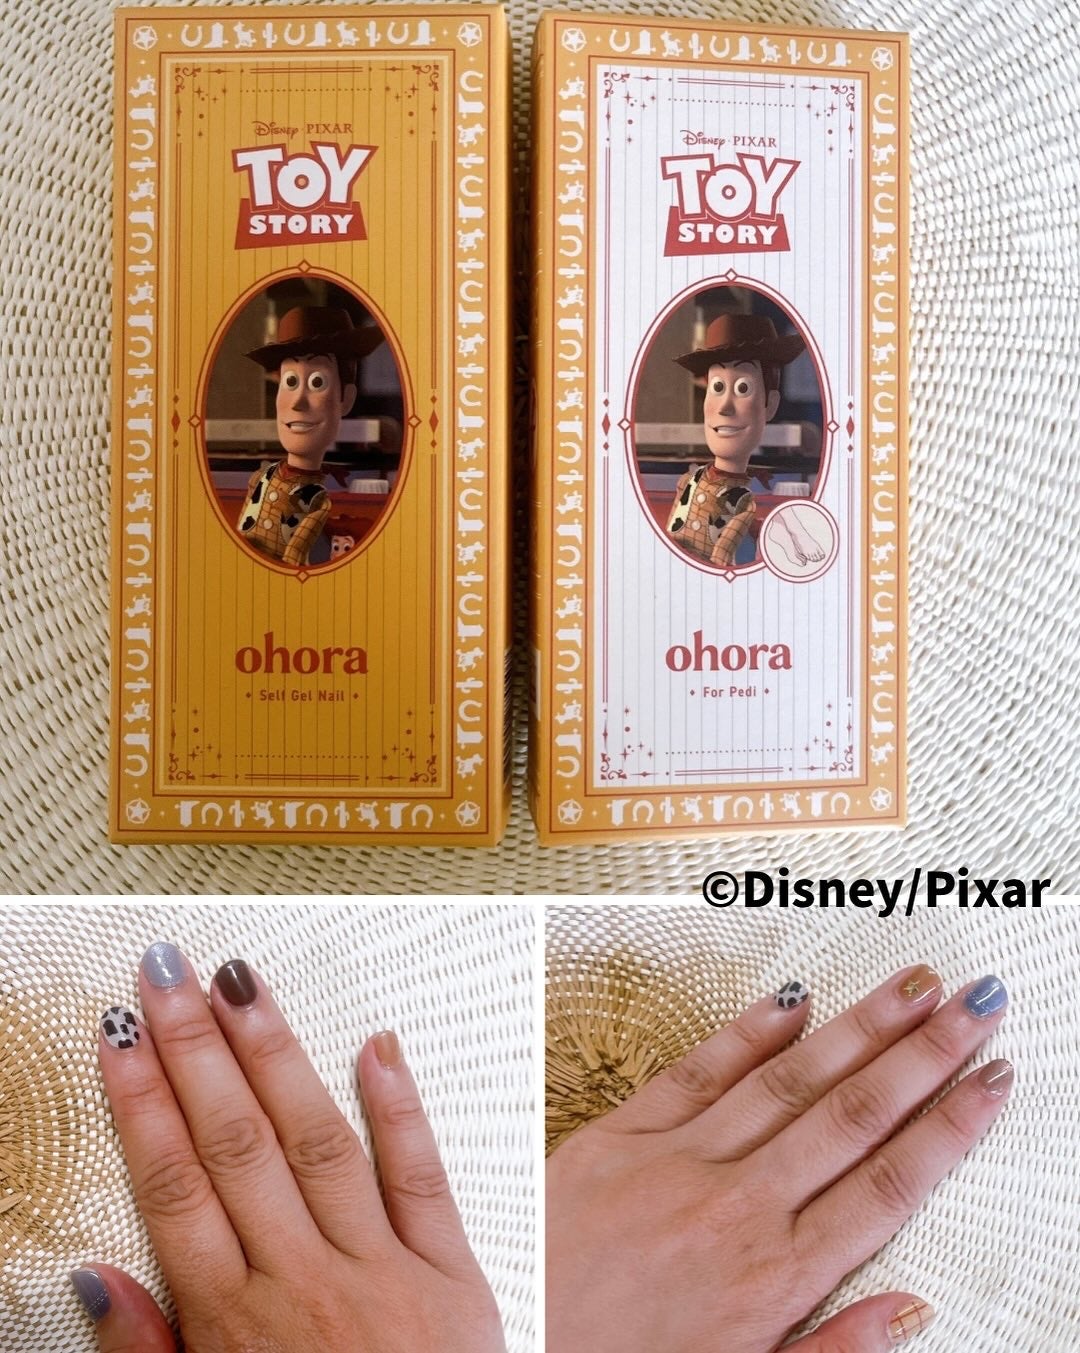 Disney · PIXAR
TOY
STORY
ohora
Self Gel Nail
Disney · PIXAR
TOY
STORY
ohora
For Pedi
©Disney/Pixar